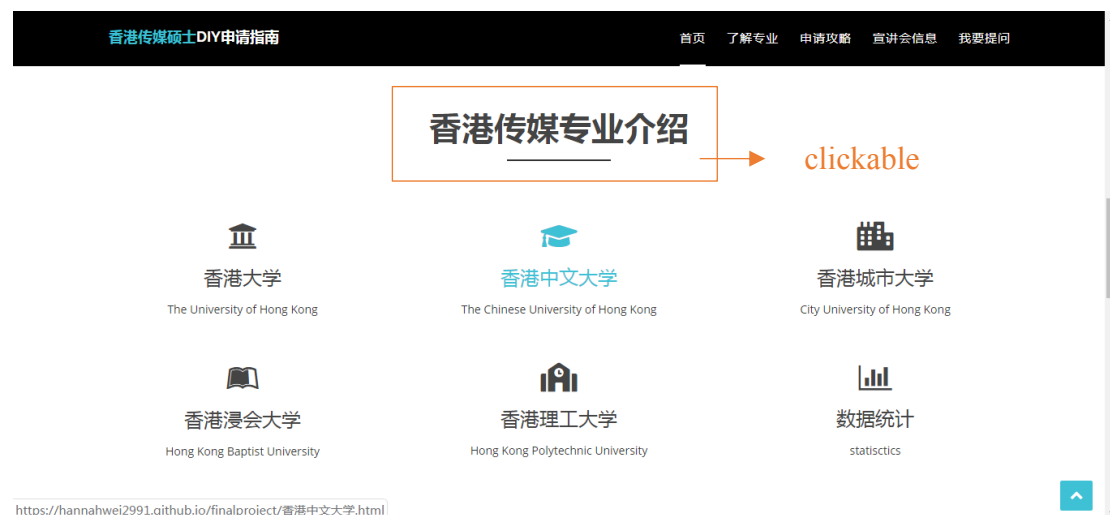 香港传媒硕士DIY申请指南
首页 了解专业 申请攻略 宣讲会信息 我要提问
香港传媒专业介绍
clickable
香港大学 香港中文大学 香港城市大学
The University of Hong Kong The Chinese University of Hong Kong City University of Hong Kong
香港浸会大学 香港理工大学 数据统计
Hong Kong Baptist University Hong Kong Polytechnic University statisctics
https://hannahwei2991.github.io/finalproject/香港中文大学.html